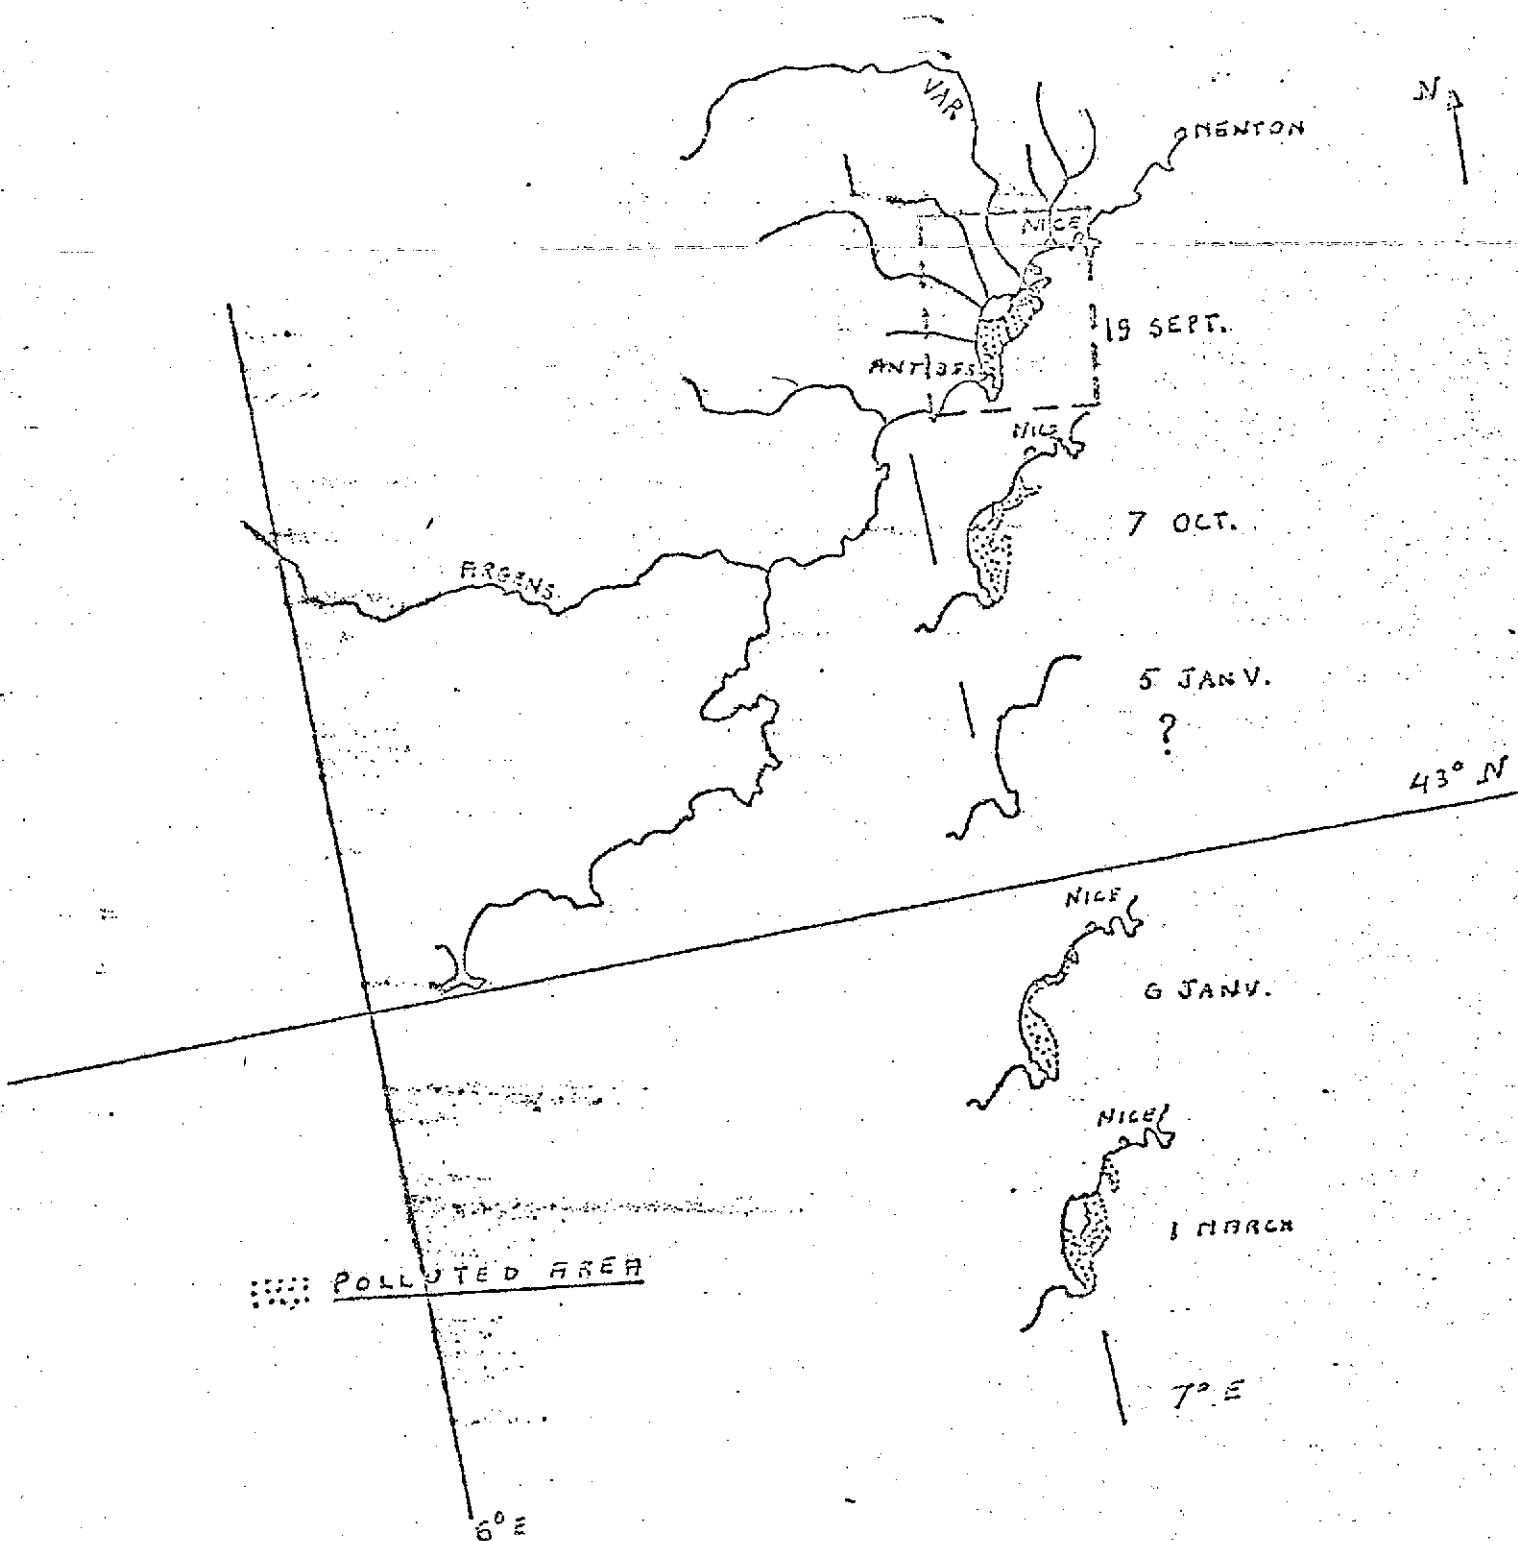 VAR.
N
MENTON
NICE
19 SEPT.
ANTIBES
NICE
7 OCT.
ARGENS
5 JANV.
?
43° N
NICE
6 JANV.
NICE
1 MARCH
POLLUTED AREA
7° E
6° E